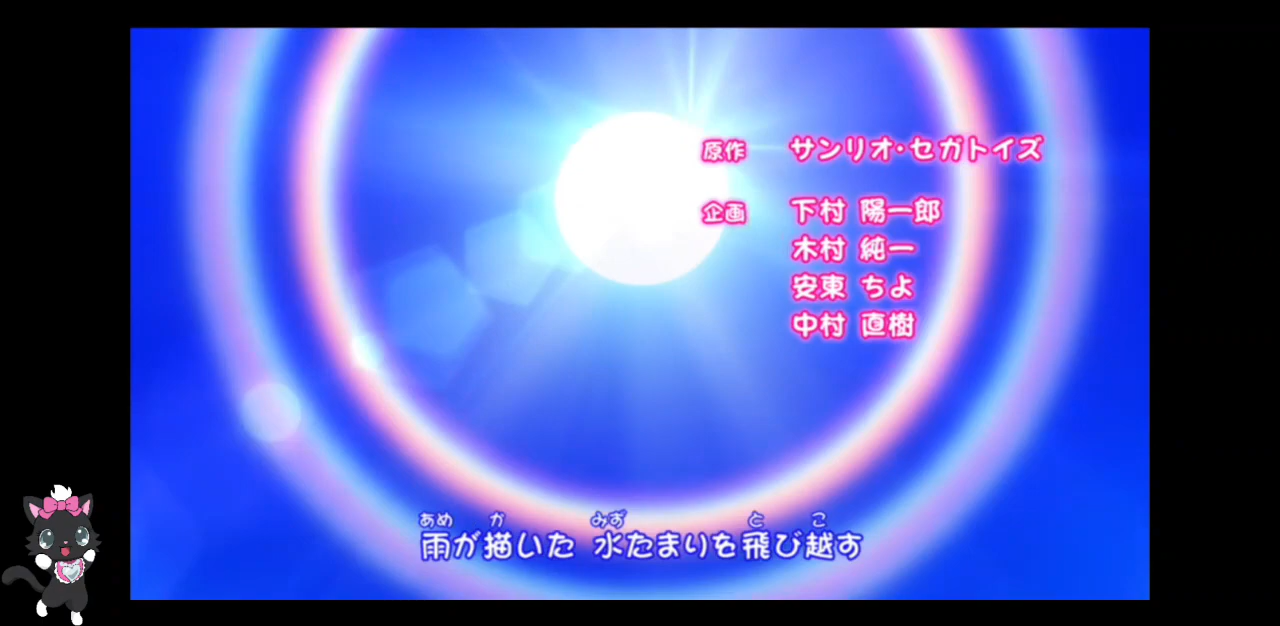 原作 サンリオ・セガトイズ
企画 下村 陽一郎
木村 純一
安東 ちよ
中村 直樹
あめ か みず と こ
雨が描いた 水たまりを飛び越す